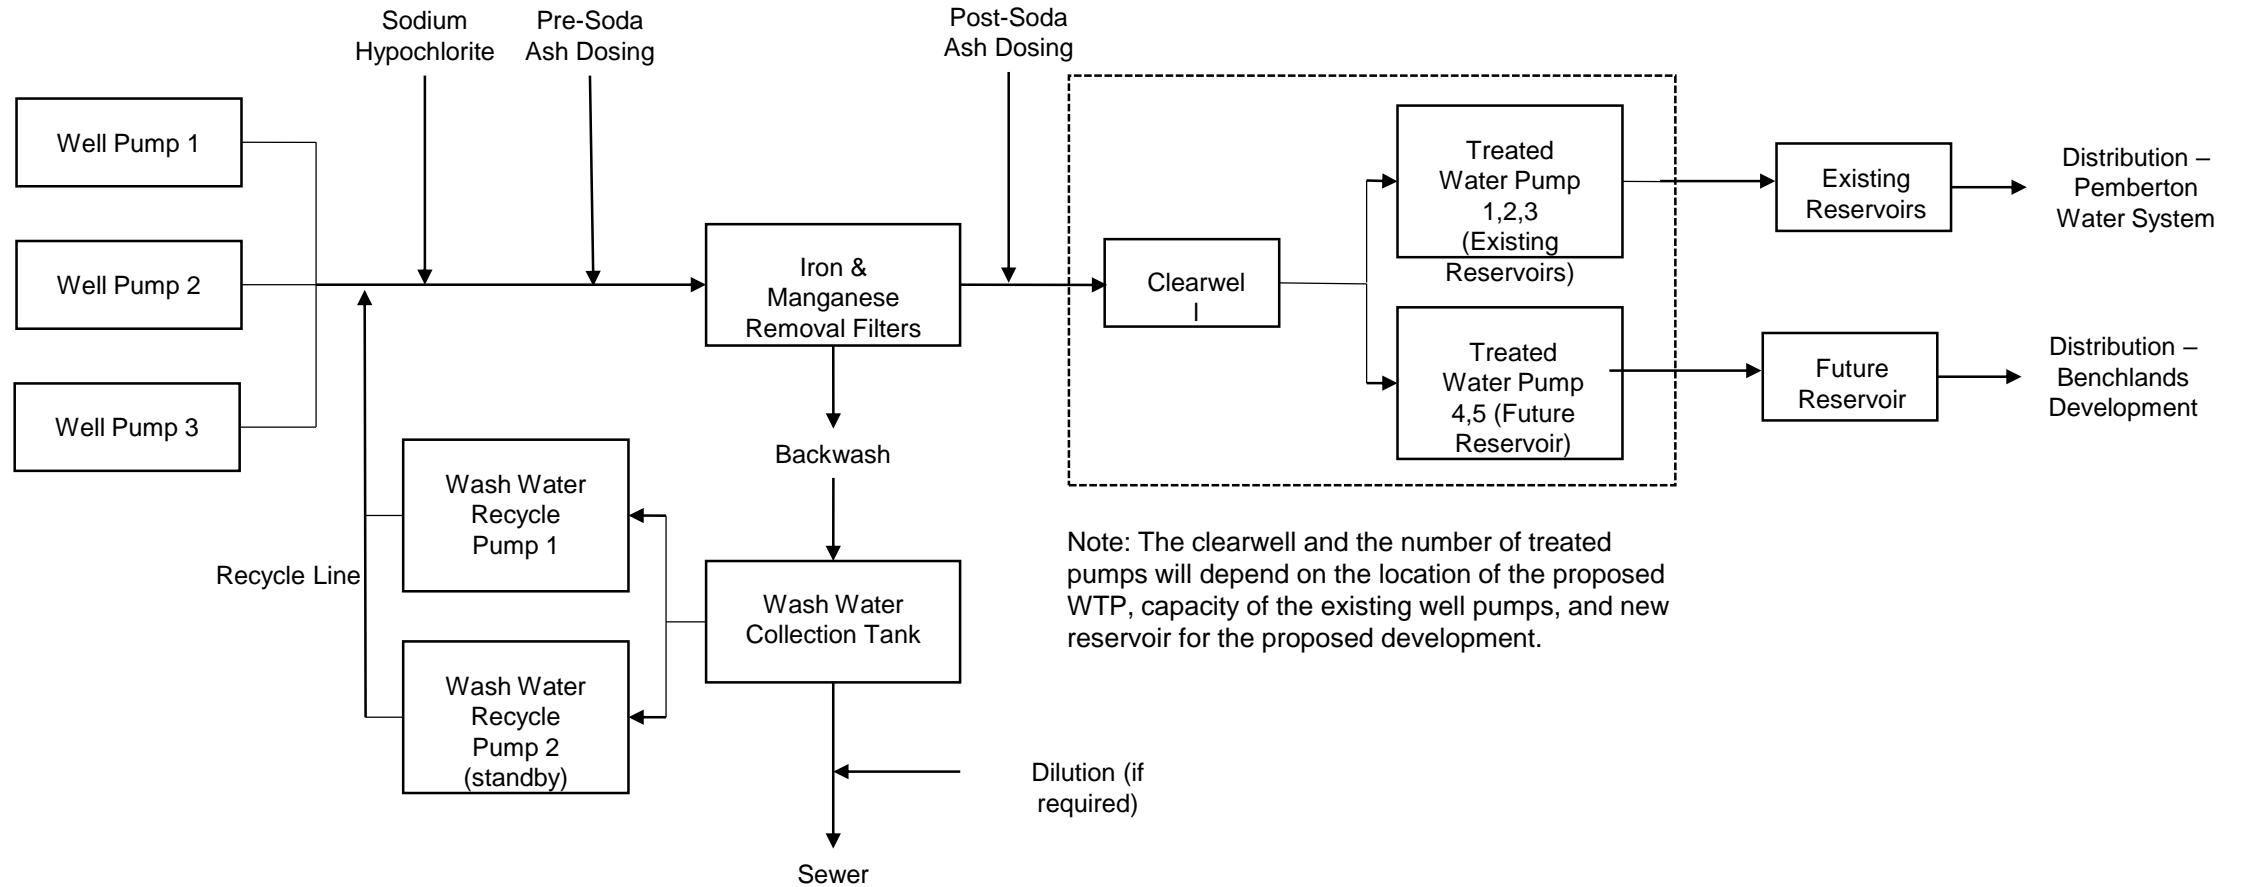 Sodium
Hypochlorite
Pre-Soda
Ash Dosing
Post-Soda
Ash Dosing
Well Pump 1
Well Pump 2
Well Pump 3
Iron &
Manganese
Removal Filters
Clearwel
l
Treated
Water Pump
1,2,3
(Existing
Reservoirs)
Existing
Reservoirs
Distribution –
Pemberton
Water System
Treated
Water Pump
4,5 (Future
Reservoir)
Future
Reservoir
Distribution –
Benchlands
Development
Backwash
Wash Water
Recycle
Pump 1
Recycle Line
Wash Water
Collection Tank
Wash Water
Recycle
Pump 2
(standby)
Note: The clearwell and the number of treated
pumps will depend on the location of the proposed
WTP, capacity of the existing well pumps, and new
reservoir for the proposed development.
Dilution (if
required)
Sewer